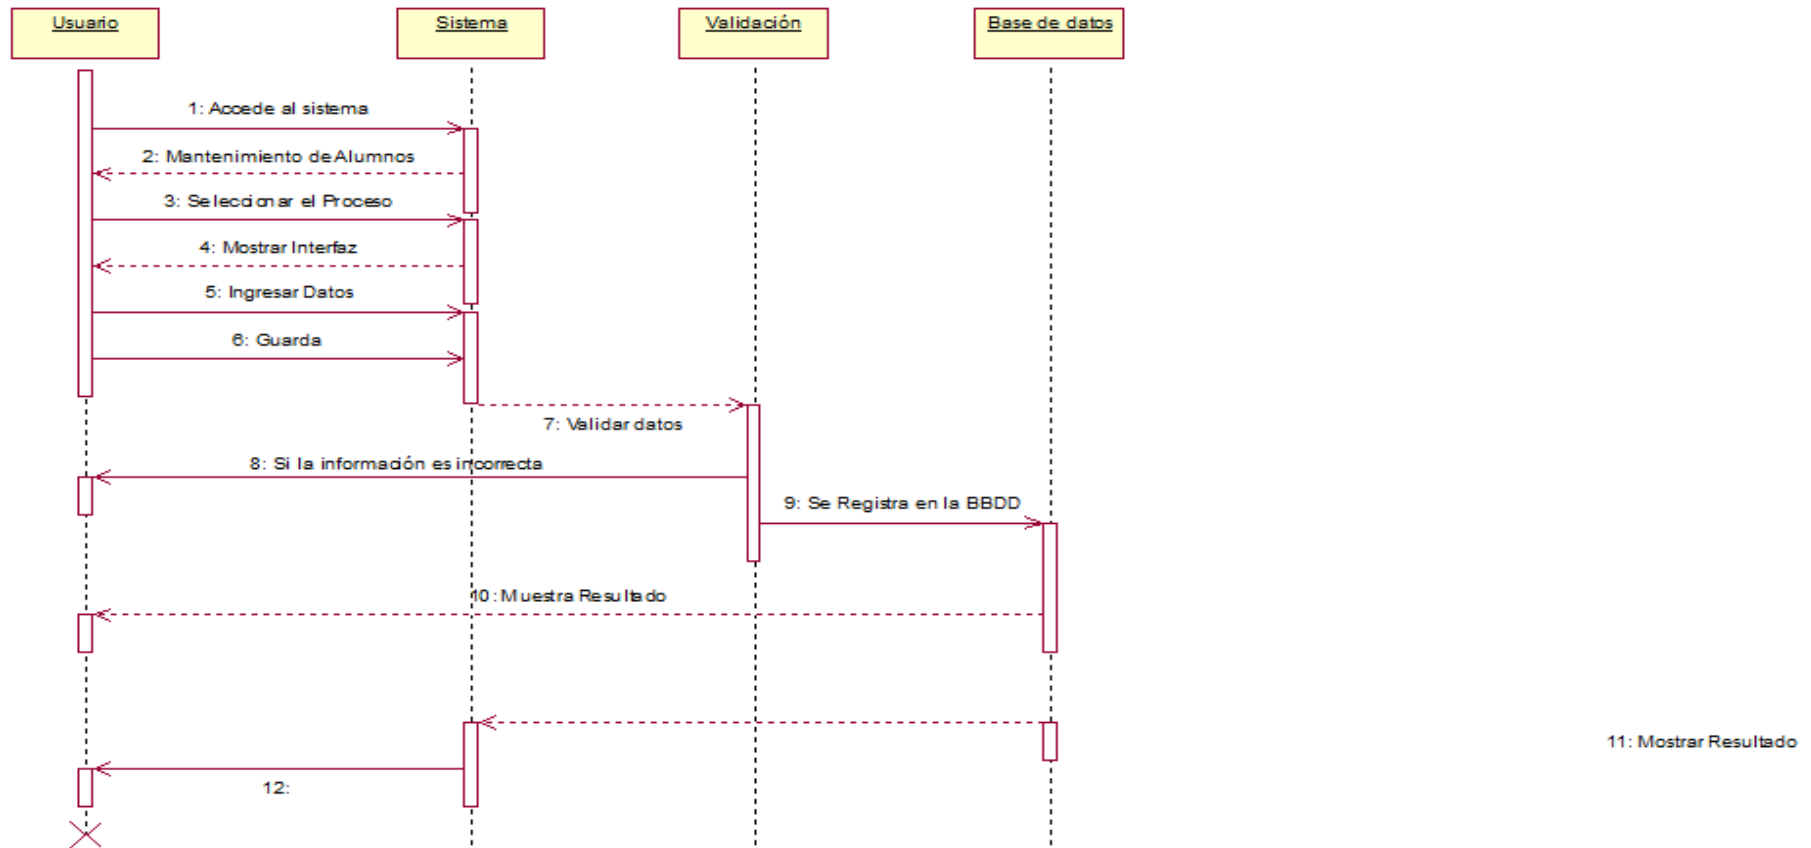 Usuario
Sistema
Validación
Base de datos
1: Accede al sistema
2: Mantenimiento de Alumnos
3: Seleccionar el Proceso
4: Mostrar Interfaz
5: Ingresar Datos
6: Guarda
7: Validar datos
8: Si la información es incorrecta
9: Se Registra en la BBDD
10: Muestra Resultado
11: Mostrar Resultado
12: